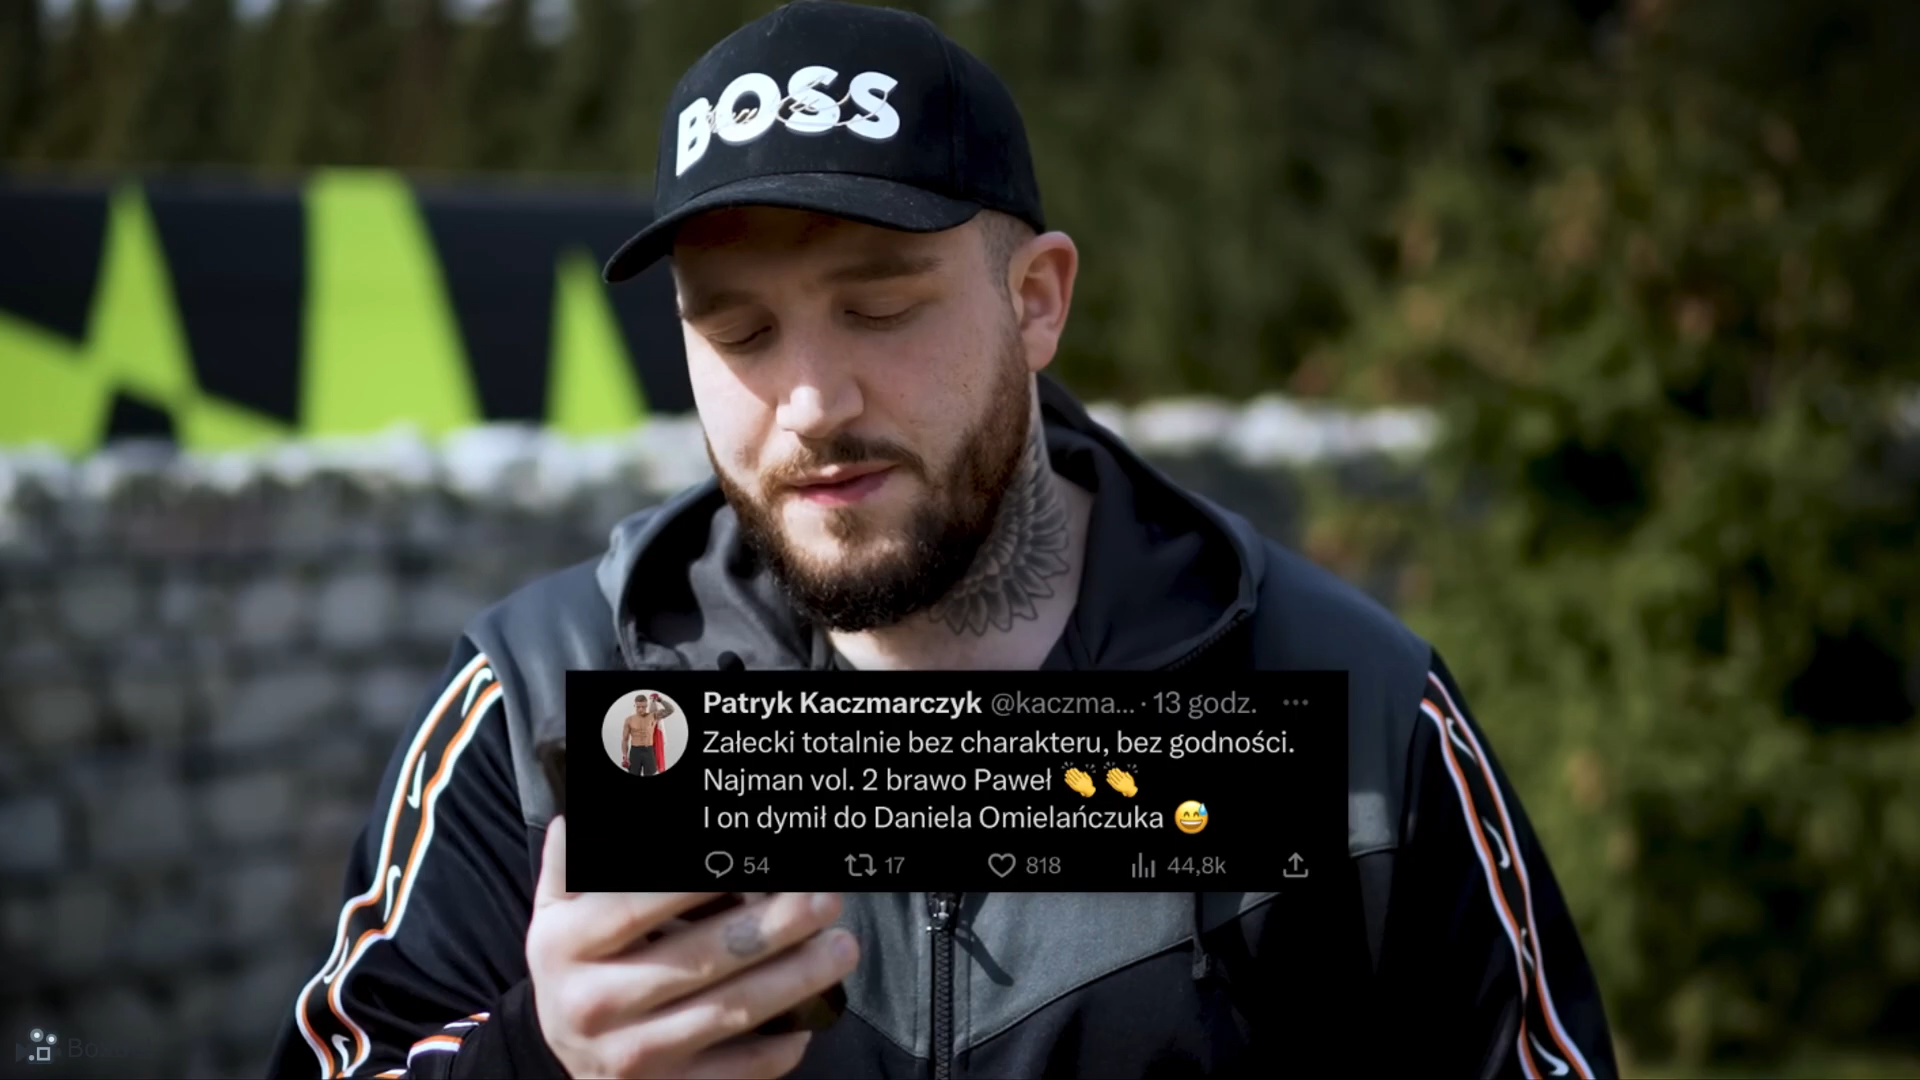 BOSS
Patryk Kaczmarczyk @kaczma... · 13 godz. ···
Załecki totalnie bez charakteru, bez godności.
Najman vol. 2 brawo Paweł 👏👏
I on dymił do Daniela Omielańczuka 😅
54 17 818 44,8k